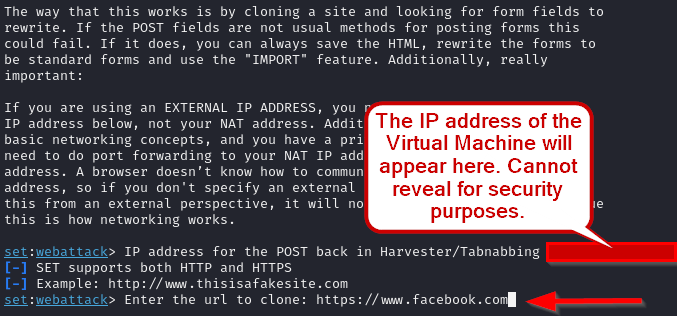 The way that this works is by cloning a site and looking for form fields to
rewrite. If the POST fields are not usual methods for posting forms this
could fail. If it does, you can always save the HTML, rewrite the forms to
be standard forms and use the "IMPORT" feature. Additionally, really
important:
If you are using an EXTERNAL IP ADDRESS, you
IP address below, not your NAT address.
basic networking concepts, and you have a
need to do port forwarding to your NAT IP
address. A browser doesn't know how to
address, so if you don't specify an external
this from an external perspective, it will
this is how networking works.
The IP address of the
Virtual Machine will
appear here. Cannot
reveal for security
purposes.
set:webattack> IP address for the POST back in Harvester/Tabnabbing
[-] SET supports both HTTP and HTTPS
[-] Example: http://www.thisisafakesite.com
set:webattack> Enter the url to clone: https://www.facebook.com